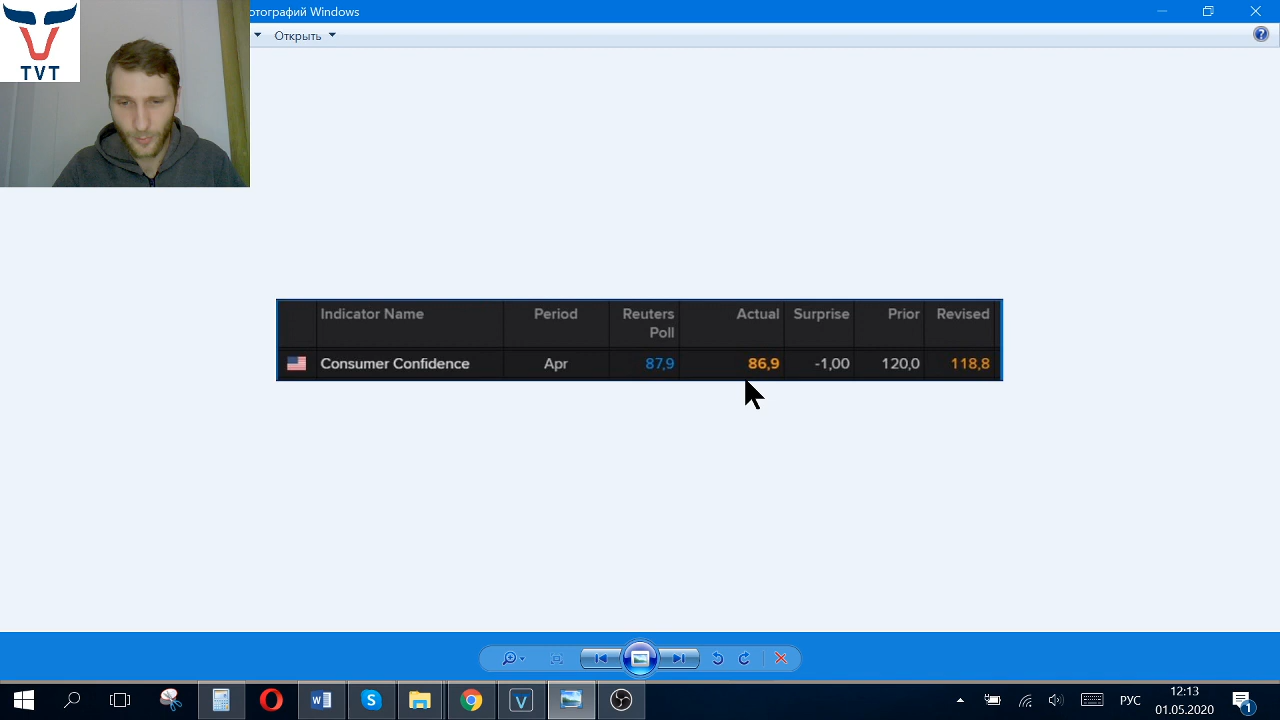 отографий Windows
Открыть
TVT
Indicator Name Period Reuters Poll Actual Surprise Prior Revised
Consumer Confidence Apr 87,9 86,9 -1,00 120,0 118,8
РУС
12:13
01.05.2020
1